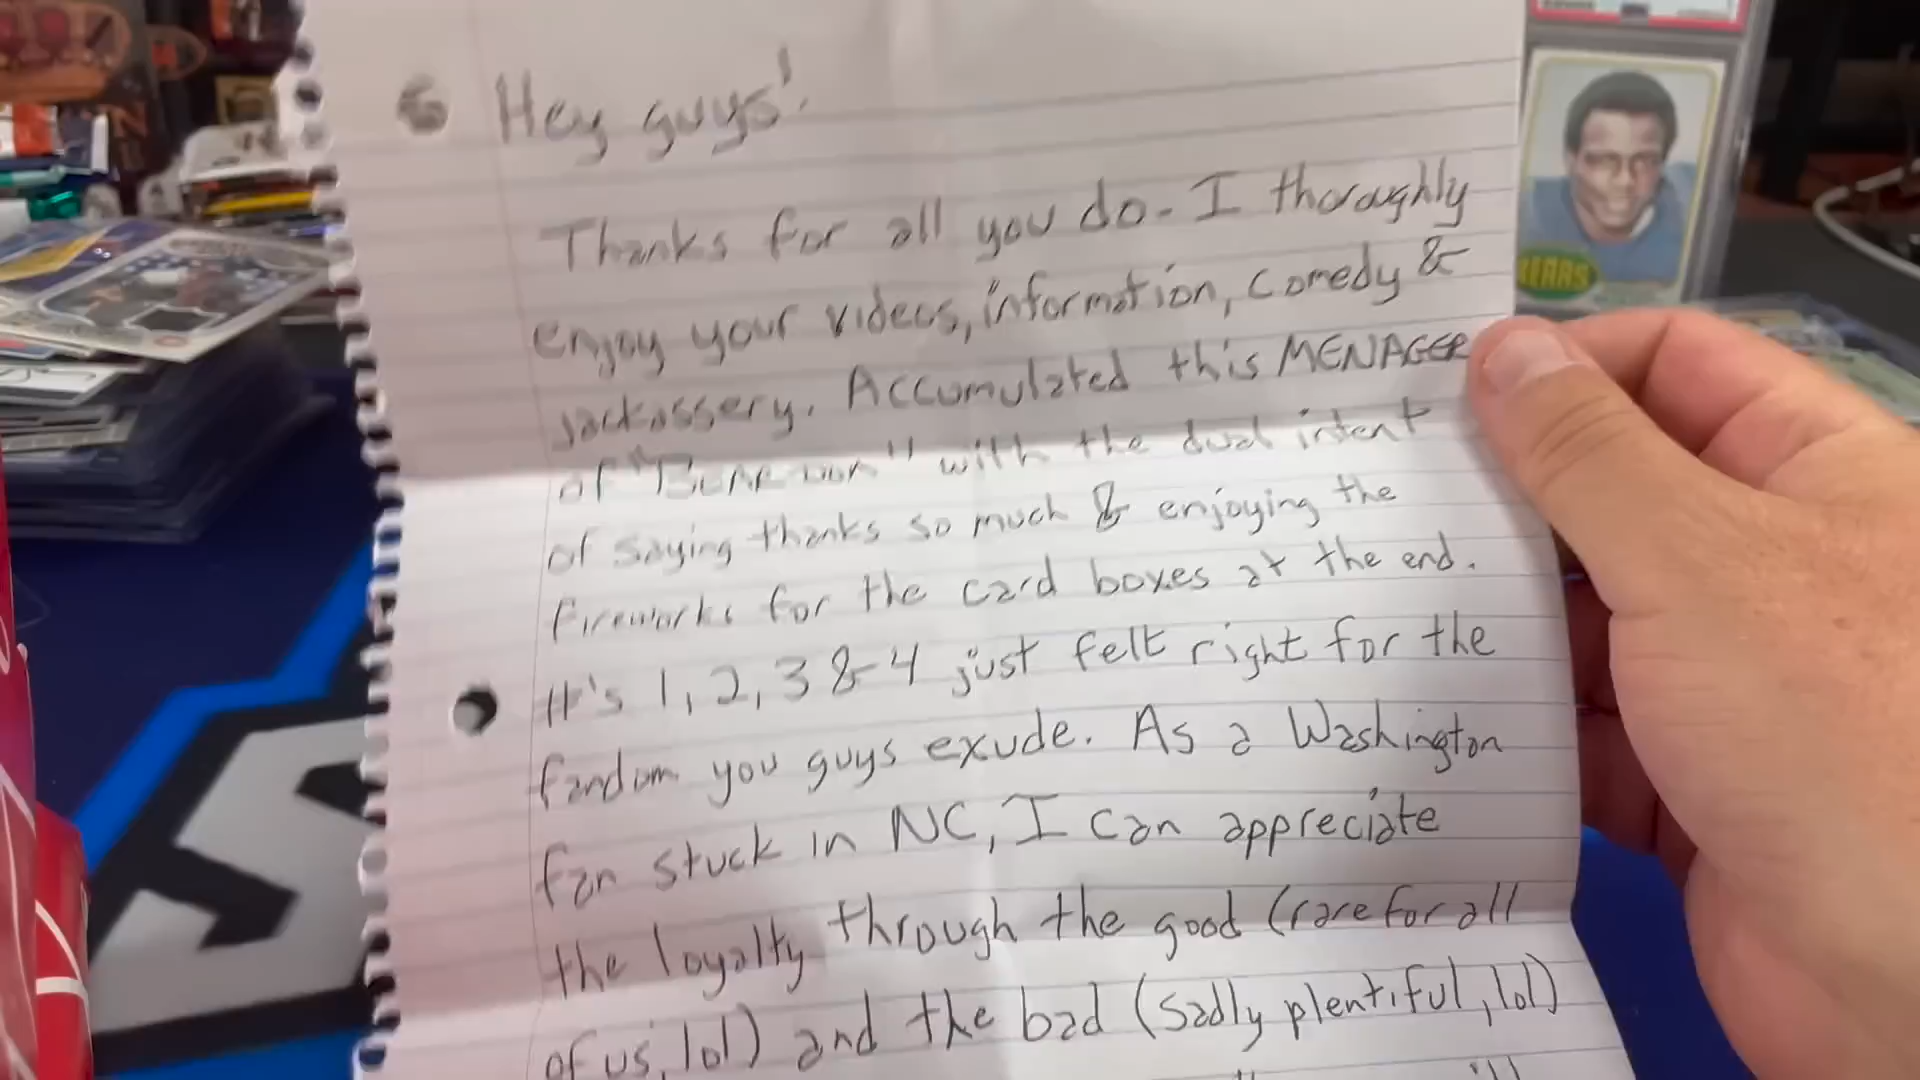 Hey guys!
Thanks for all you do. I thoroughly
enjoy your videos, information, comedy &
jackassery. Accumulated this MENAGER
of " " with the dual intent
of saying thanks so much & enjoying the
fireworks for the card boxes at the end.
It's 1, 2, 3 & 4 just felt right for the
fandom you guys exude. As a Washington
fan stuck in NC, I can appreciate
the loyalty through the good (rare for all
of us, lol) and the bad (sadly plentiful, lol)
BEARS